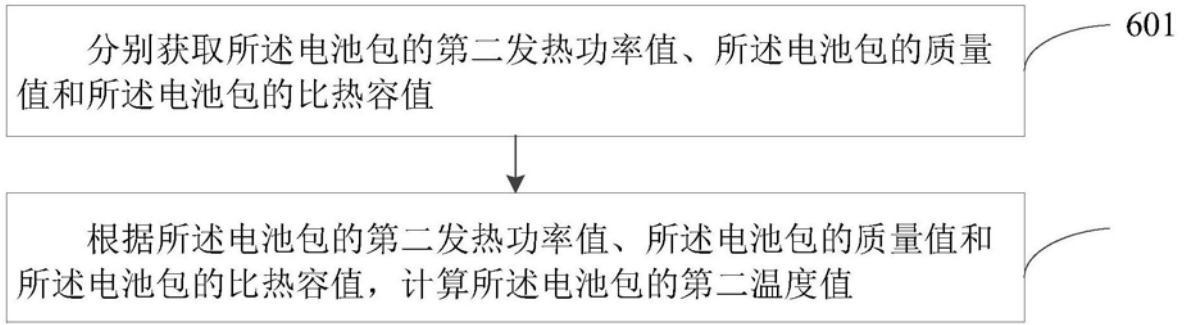 分别获取所述电池包的第二发热功率值、所述电池包的质量
601
值和所述电池包的比热容值
根据所述电池包的第二发热功率值、所述电池包的质量值和
所述电池包的比热容值，计算所述电池包的第二温度值